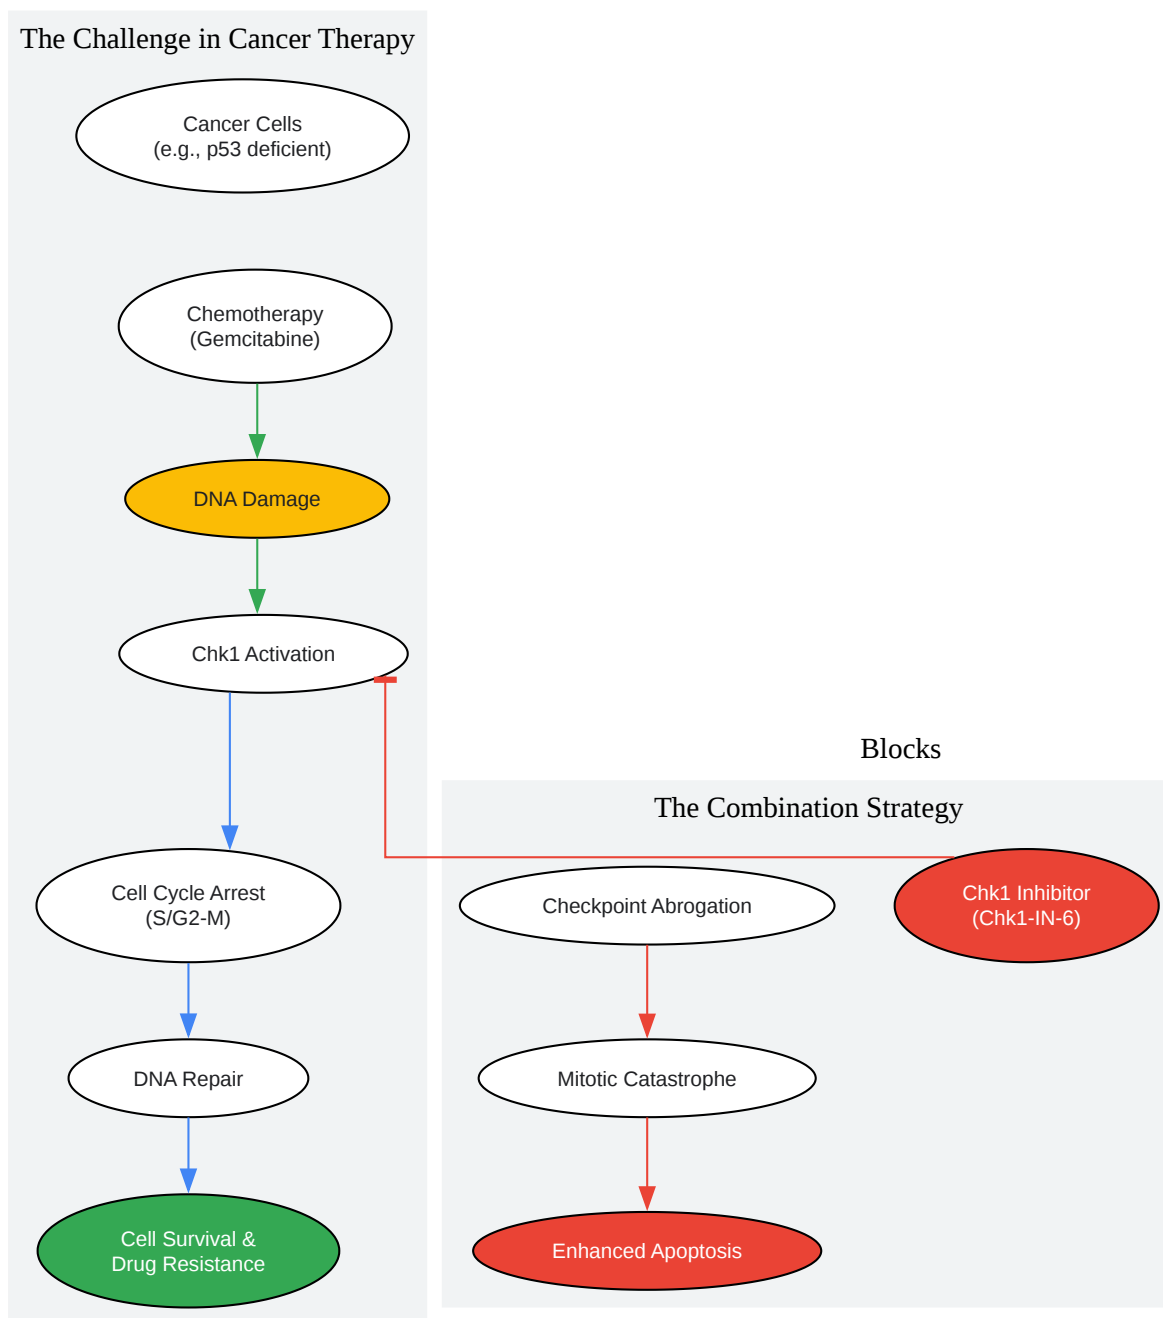 The Challenge in Cancer Therapy
Cancer Cells
(e.g., p53 deficient)
Chemotherapy
(Gemcitabine)
DNA Damage
Chk1 Activation
Cell Cycle Arrest
(S/G2-M)
DNA Repair
Cell Survival &
Drug Resistance
Blocks
The Combination Strategy
Checkpoint Abrogation
Chk1 Inhibitor
(Chk1-IN-6)
Mitotic Catastrophe
Enhanced Apoptosis